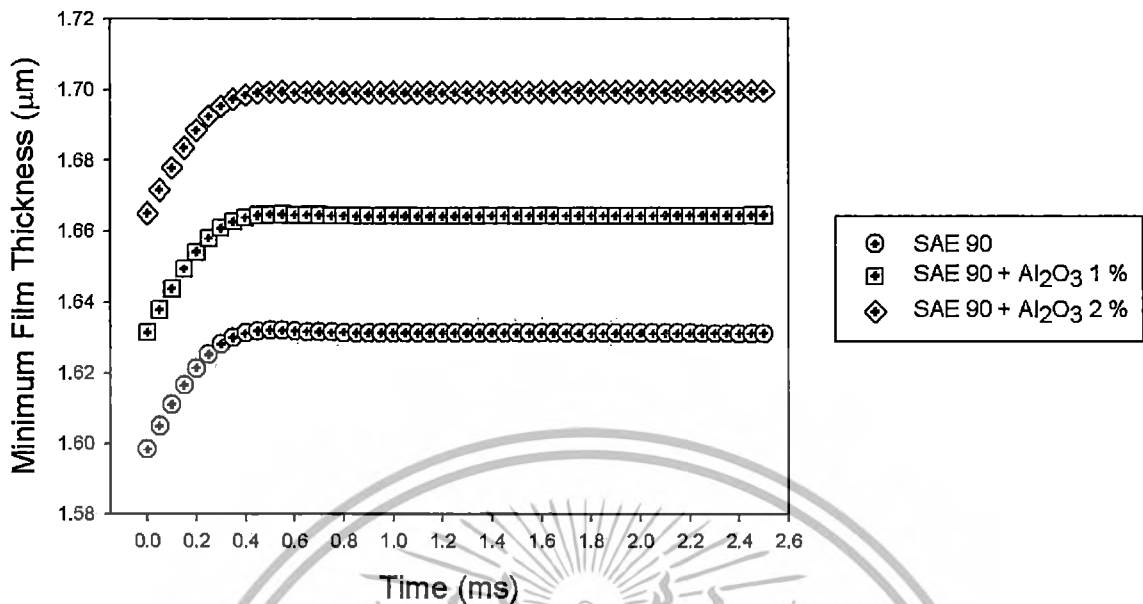 Minimum Film Thickness (μm)
1.72
1.70
1.68
1.66
1.64
1.62
1.60
1.58
0.0 0.2 0.4 0.6 0.8 1.0 1.2 1.4 1.6 1.8 2.0 2.2 2.4 2.6
Time (ms)
SAE 90
SAE 90 + Al₂O₃ 1 %
SAE 90 + Al₂O₃ 2 %